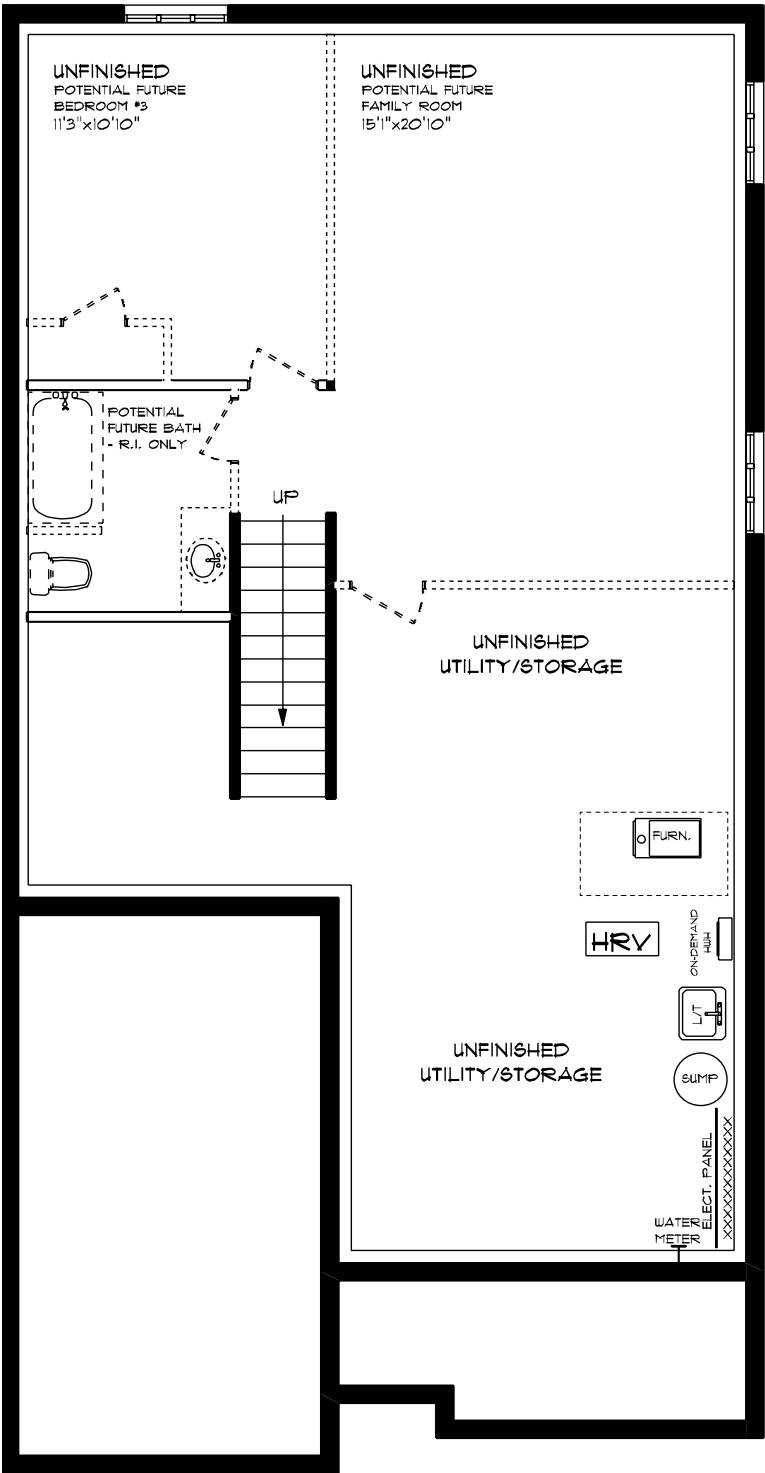 UNFINISHED
POTENTIAL FUTURE
BEDROOM #3
11'3"x10'10"
UNFINISHED
POTENTIAL FUTURE
FAMILY ROOM
15'1"x20'10"
POTENTIAL
FUTURE BATH
- R.I. ONLY
UP
UNFINISHED
UTILITY/STORAGE
FURN.
HRV
ON-DEMAND
HWH
L/T
UNFINISHED
UTILITY/STORAGE
SUMP
ELECT. PANEL
XXXXXXXXXXXXX
WATER
METER